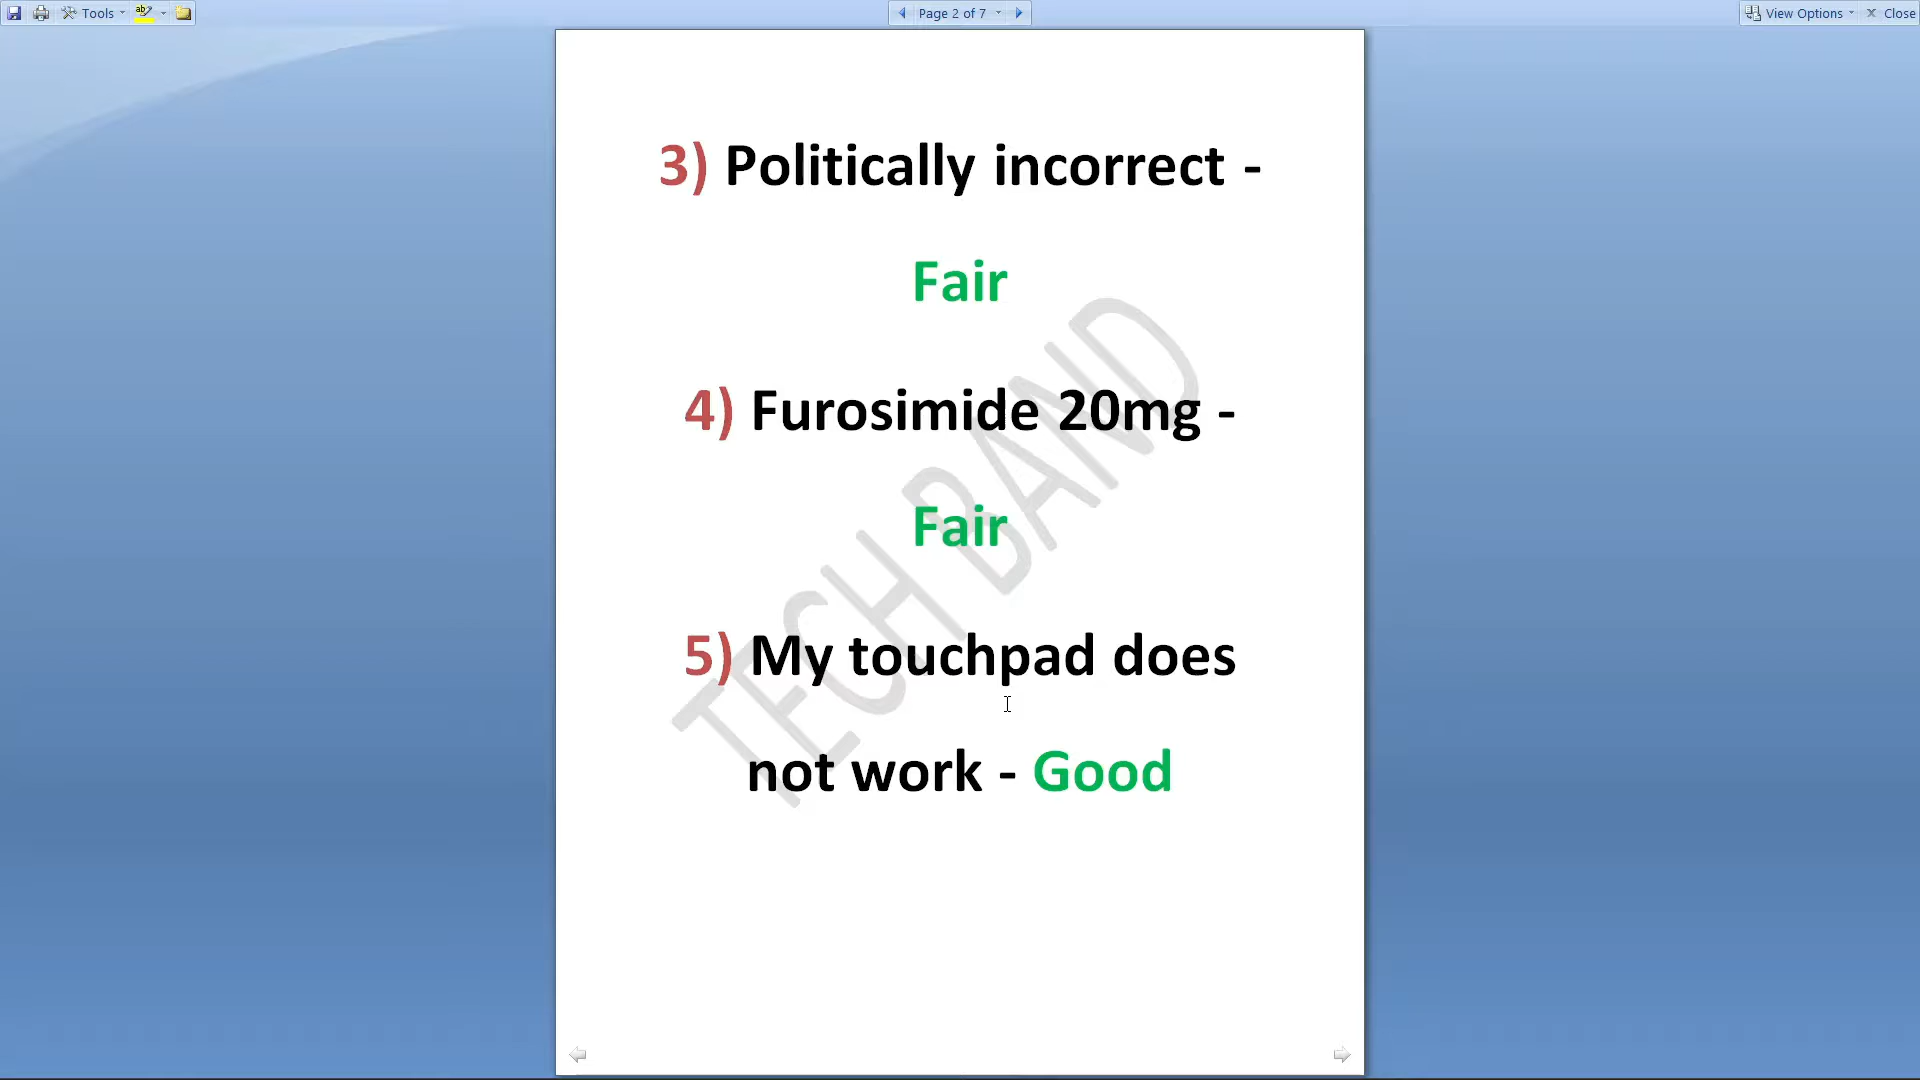 Tools
Page 2 of 7
View Options
Close
3) Politically incorrect -
Fair
4) Furosimide 20mg -
Fair
5) My touchpad does
not work - Good
TECH BAND